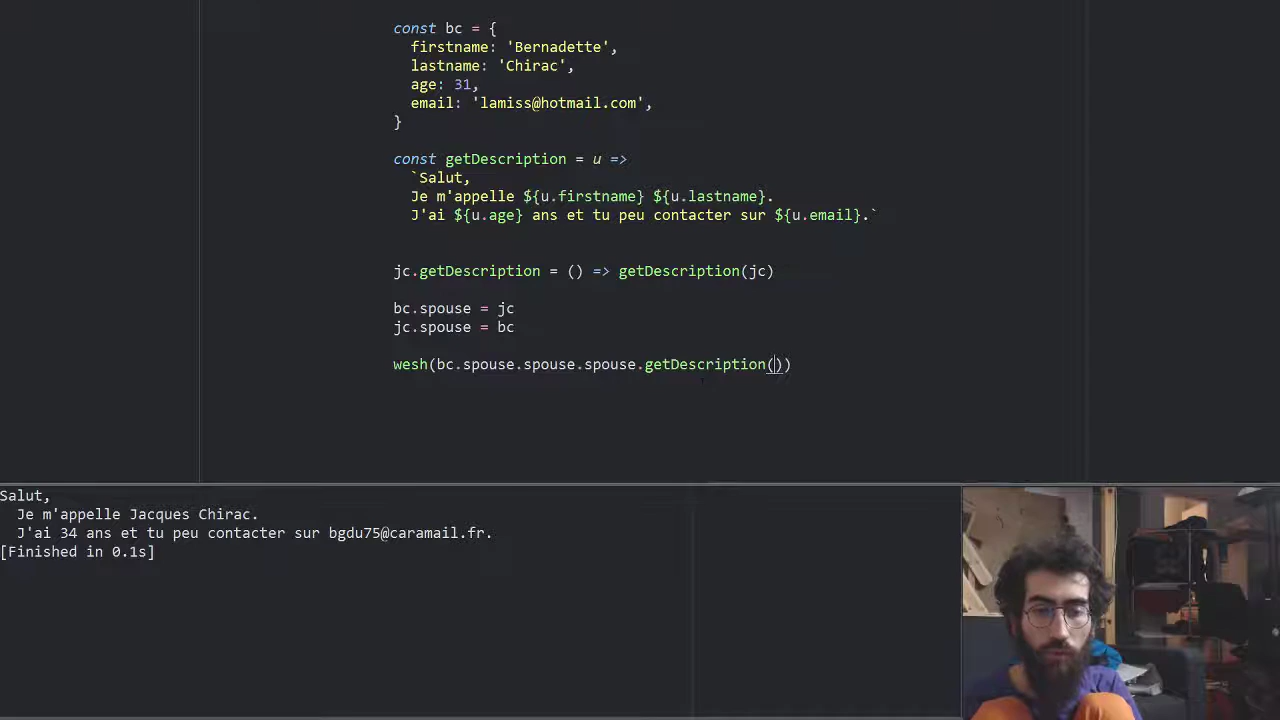 const bc = {
firstname: 'Bernadette',
lastname: 'Chirac',
age: 31,
email: 'lamiss@hotmail.com',
}
const getDescription = u =>
`Salut,
Je m'appelle ${u.firstname} ${u.lastname}.
J'ai ${u.age} ans et tu peu contacter sur ${u.email}.`
jc.getDescription = () => getDescription(jc)
bc.spouse = jc
jc.spouse = bc
wesh(bc.spouse.spouse.spouse.getDescription())
Salut,
Je m'appelle Jacques Chirac.
J'ai 34 ans et tu peu contacter sur bgdu75@caramail.fr.
[Finished in 0.1s]